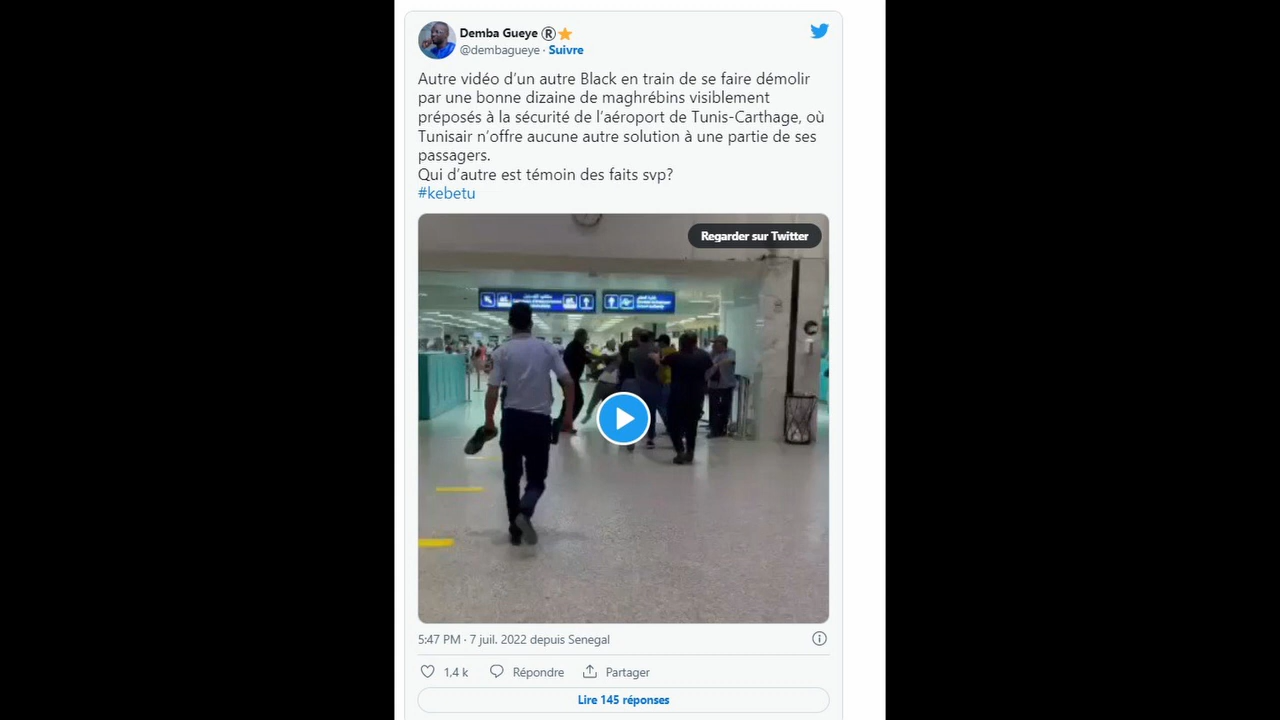 Demba Gueye ®⭐
@dembagueye · Suivre
Autre vidéo d’un autre Black en train de se faire démolir
par une bonne dizaine de maghrébins visiblement
préposés à la sécurité de l’aéroport de Tunis-Carthage, où
Tunisair n’offre aucune autre solution à une partie de ses
passagers.
Qui d’autre est témoin des faits svp?
#kebetu
Regarder sur Twitter
5:47 PM · 7 juil. 2022 depuis Senegal
1,4 k Répondre Partager
Lire 145 réponses